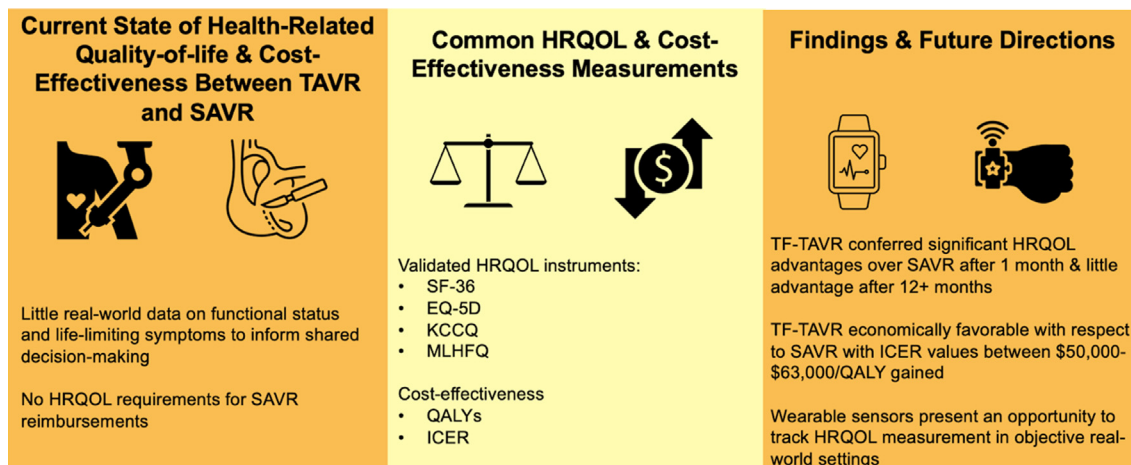 Current State of Health-Related
Quality-of-life & Cost-
Effectiveness Between TAVR
and SAVR
Little real-world data on functional status
and life-limiting symptoms to inform shared
decision-making
No HRQOL requirements for SAVR
reimbursements
Common HRQOL & Cost-
Effectiveness Measurements
$
Validated HRQOL instruments:
• SF-36
• EQ-5D
• KCCQ
• MLHFQ
Cost-effectiveness
• QALYs
• ICER
Findings & Future Directions
TF-TAVR conferred significant HRQOL
advantages over SAVR after 1 month & little
advantage after 12+ months
TF-TAVR economically favorable with respect
to SAVR with ICER values between $50,000-
$63,000/QALY gained
Wearable sensors present an opportunity to
track HRQOL measurement in objective real-
world settings